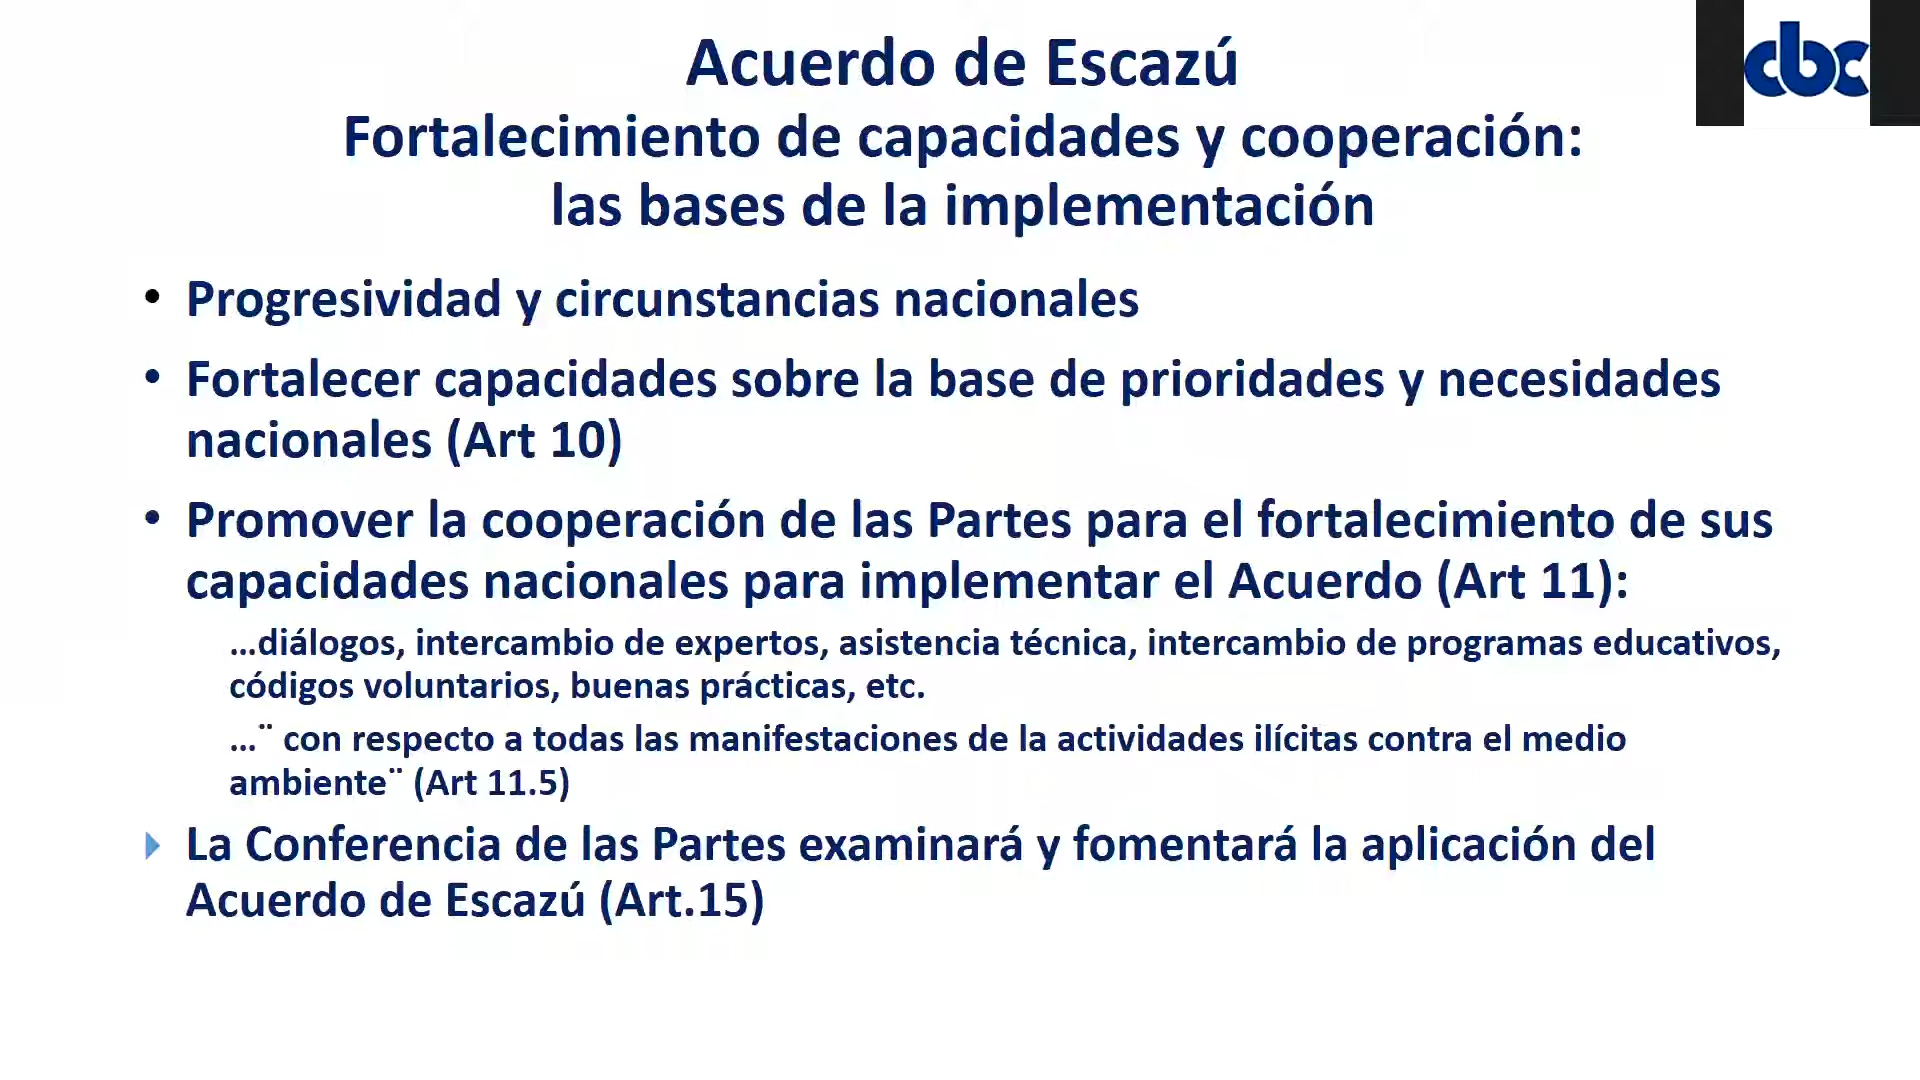 Acuerdo de Escazú
Fortalecimiento de capacidades y cooperación:
las bases de la implementación
cbc
• Progresividad y circunstancias nacionales
• Fortalecer capacidades sobre la base de prioridades y necesidades
nacionales (Art 10)
• Promover la cooperación de las Partes para el fortalecimiento de sus
capacidades nacionales para implementar el Acuerdo (Art 11):
…diálogos, intercambio de expertos, asistencia técnica, intercambio de programas educativos,
códigos voluntarios, buenas prácticas, etc.
…¨ con respecto a todas las manifestaciones de la actividades ilícitas contra el medio
ambiente¨ (Art 11.5)
La Conferencia de las Partes examinará y fomentará la aplicación del
Acuerdo de Escazú (Art.15)